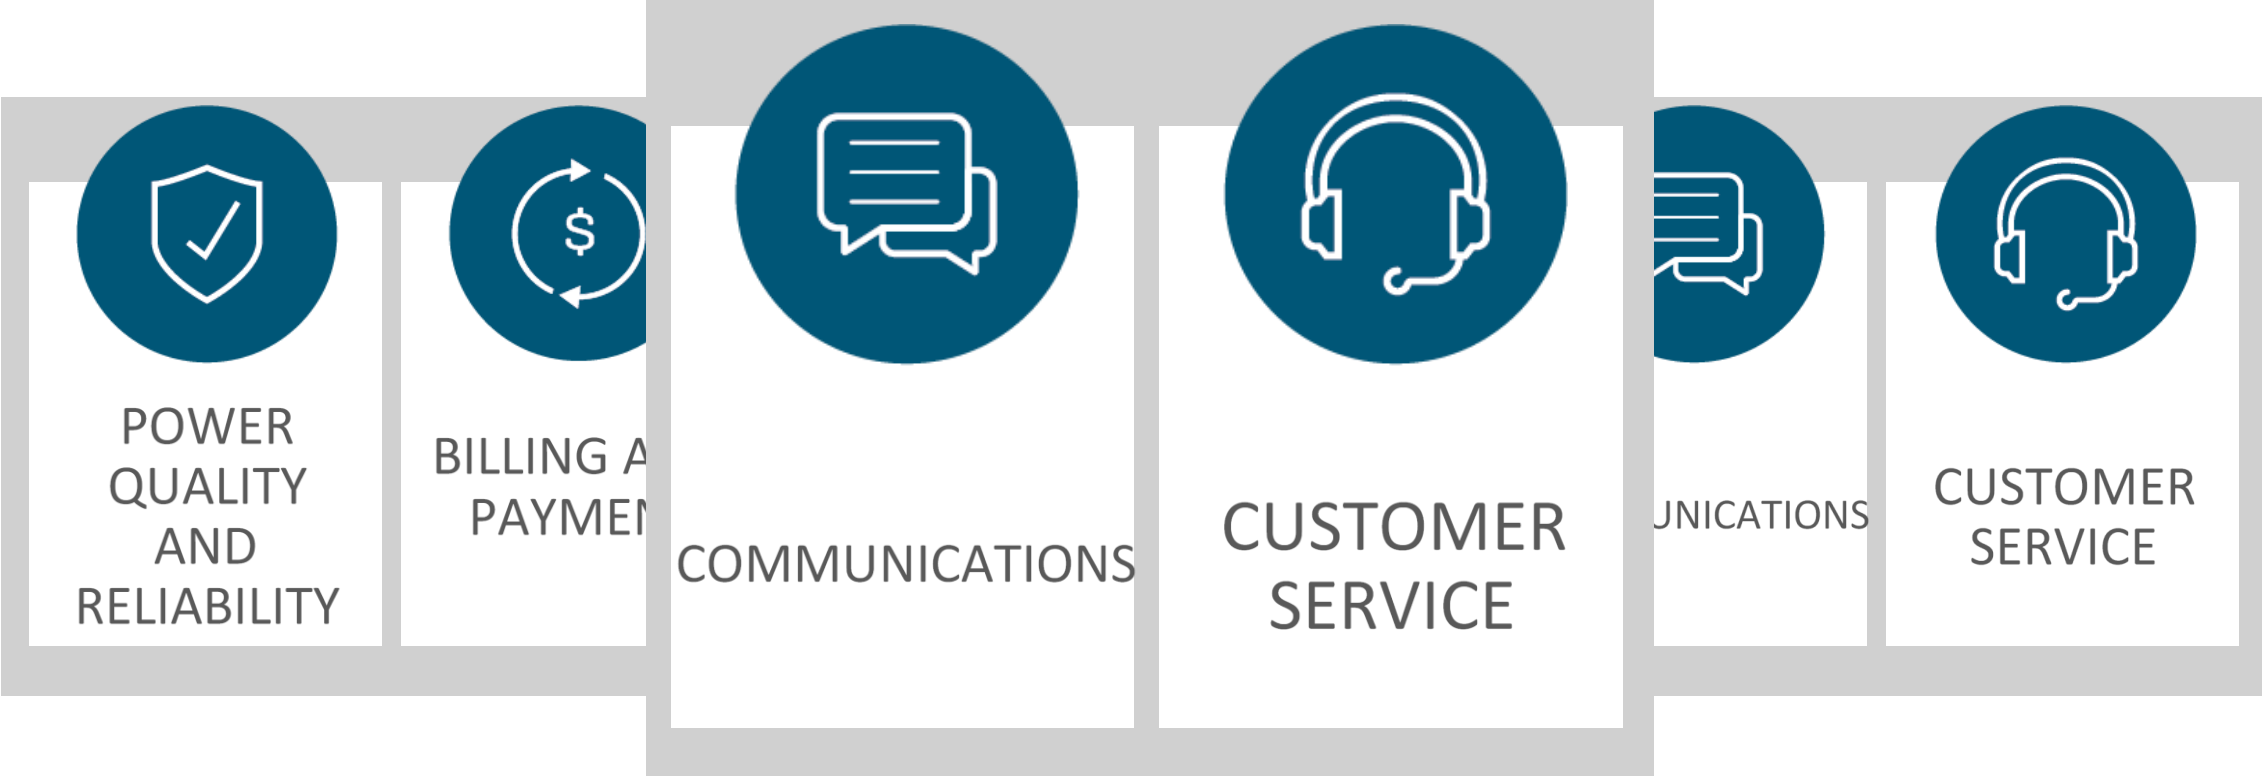 POWER
QUALITY
AND
RELIABILITY
BILLING A
PAYMEN
COMMUNICATIONS
CUSTOMER
SERVICE
UNICATIONS
CUSTOMER
SERVICE
$